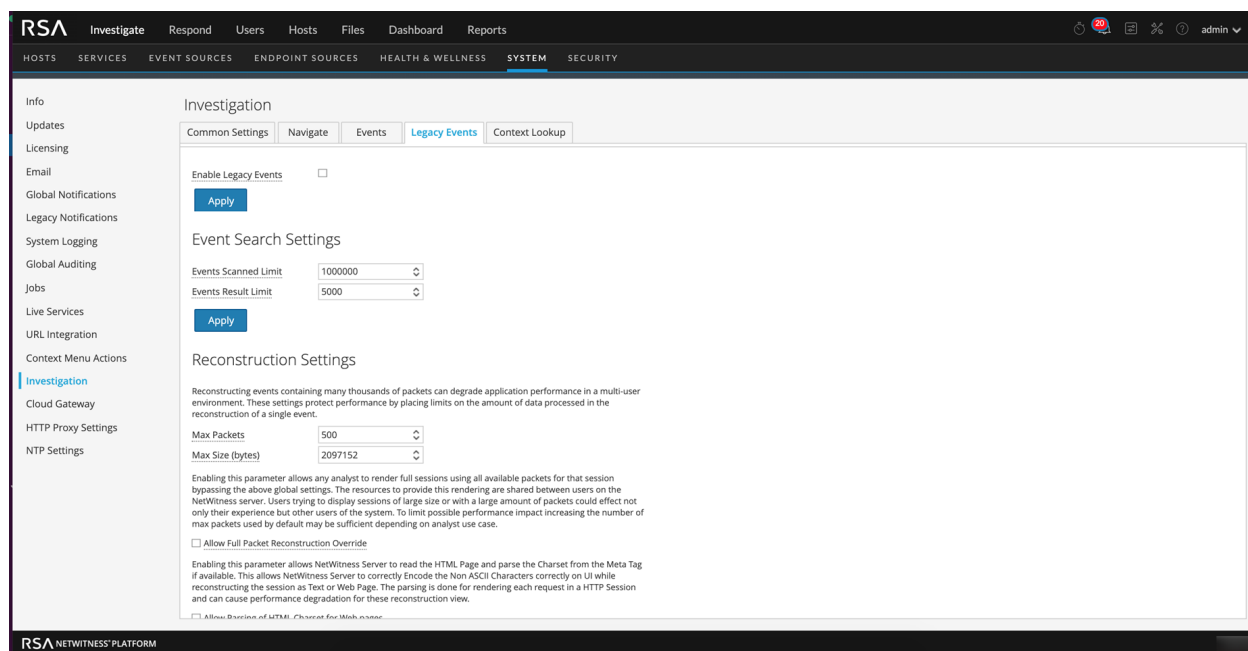 RSA Investigate Respond Users Hosts Files Dashboard Reports 20 admin
HOSTS SERVICES EVENT SOURCES ENDPOINT SOURCES HEALTH & WELLNESS SYSTEM SECURITY
Info
Updates
Licensing
Email
Global Notifications
Legacy Notifications
System Logging
Global Auditing
Jobs
Live Services
URL Integration
Context Menu Actions
Investigation
Cloud Gateway
HTTP Proxy Settings
NTP Settings
Investigation
Common Settings Navigate Events Legacy Events Context Lookup
Enable Legacy Events
Apply
Event Search Settings
Events Scanned Limit 1000000
Events Result Limit 5000
Apply
Reconstruction Settings
Reconstructing events containing many thousands of packets can degrade application performance in a multi-user
environment. These settings protect performance by placing limits on the amount of data processed in the
reconstruction of a single event.
Max Packets 500
Max Size (bytes) 2097152
Enabling this parameter allows any analyst to render full sessions using all available packets for that session
bypassing the above global settings. The resources to provide this rendering are shared between users on the
NetWitness server. Users trying to display sessions of large size or with a large amount of packets could effect not
only their experience but other users of the system. To limit possible performance impact increasing the number of
max packets used by default may be sufficient depending on analyst use case.
Allow Full Packet Reconstruction Override
Enabling this parameter allows NetWitness Server to read the HTML Page and parse the Charset from the Meta Tag
if available. This allows NetWitness Server to correctly Encode the Non ASCII Characters correctly on UI while
reconstructing the session as Text or Web Page. The parsing is done for rendering each request in a HTTP Session
and can cause performance degradation for these reconstruction view.
Allow Parsing of HTML Charset for Web pages
RSA NETWITNESS® PLATFORM